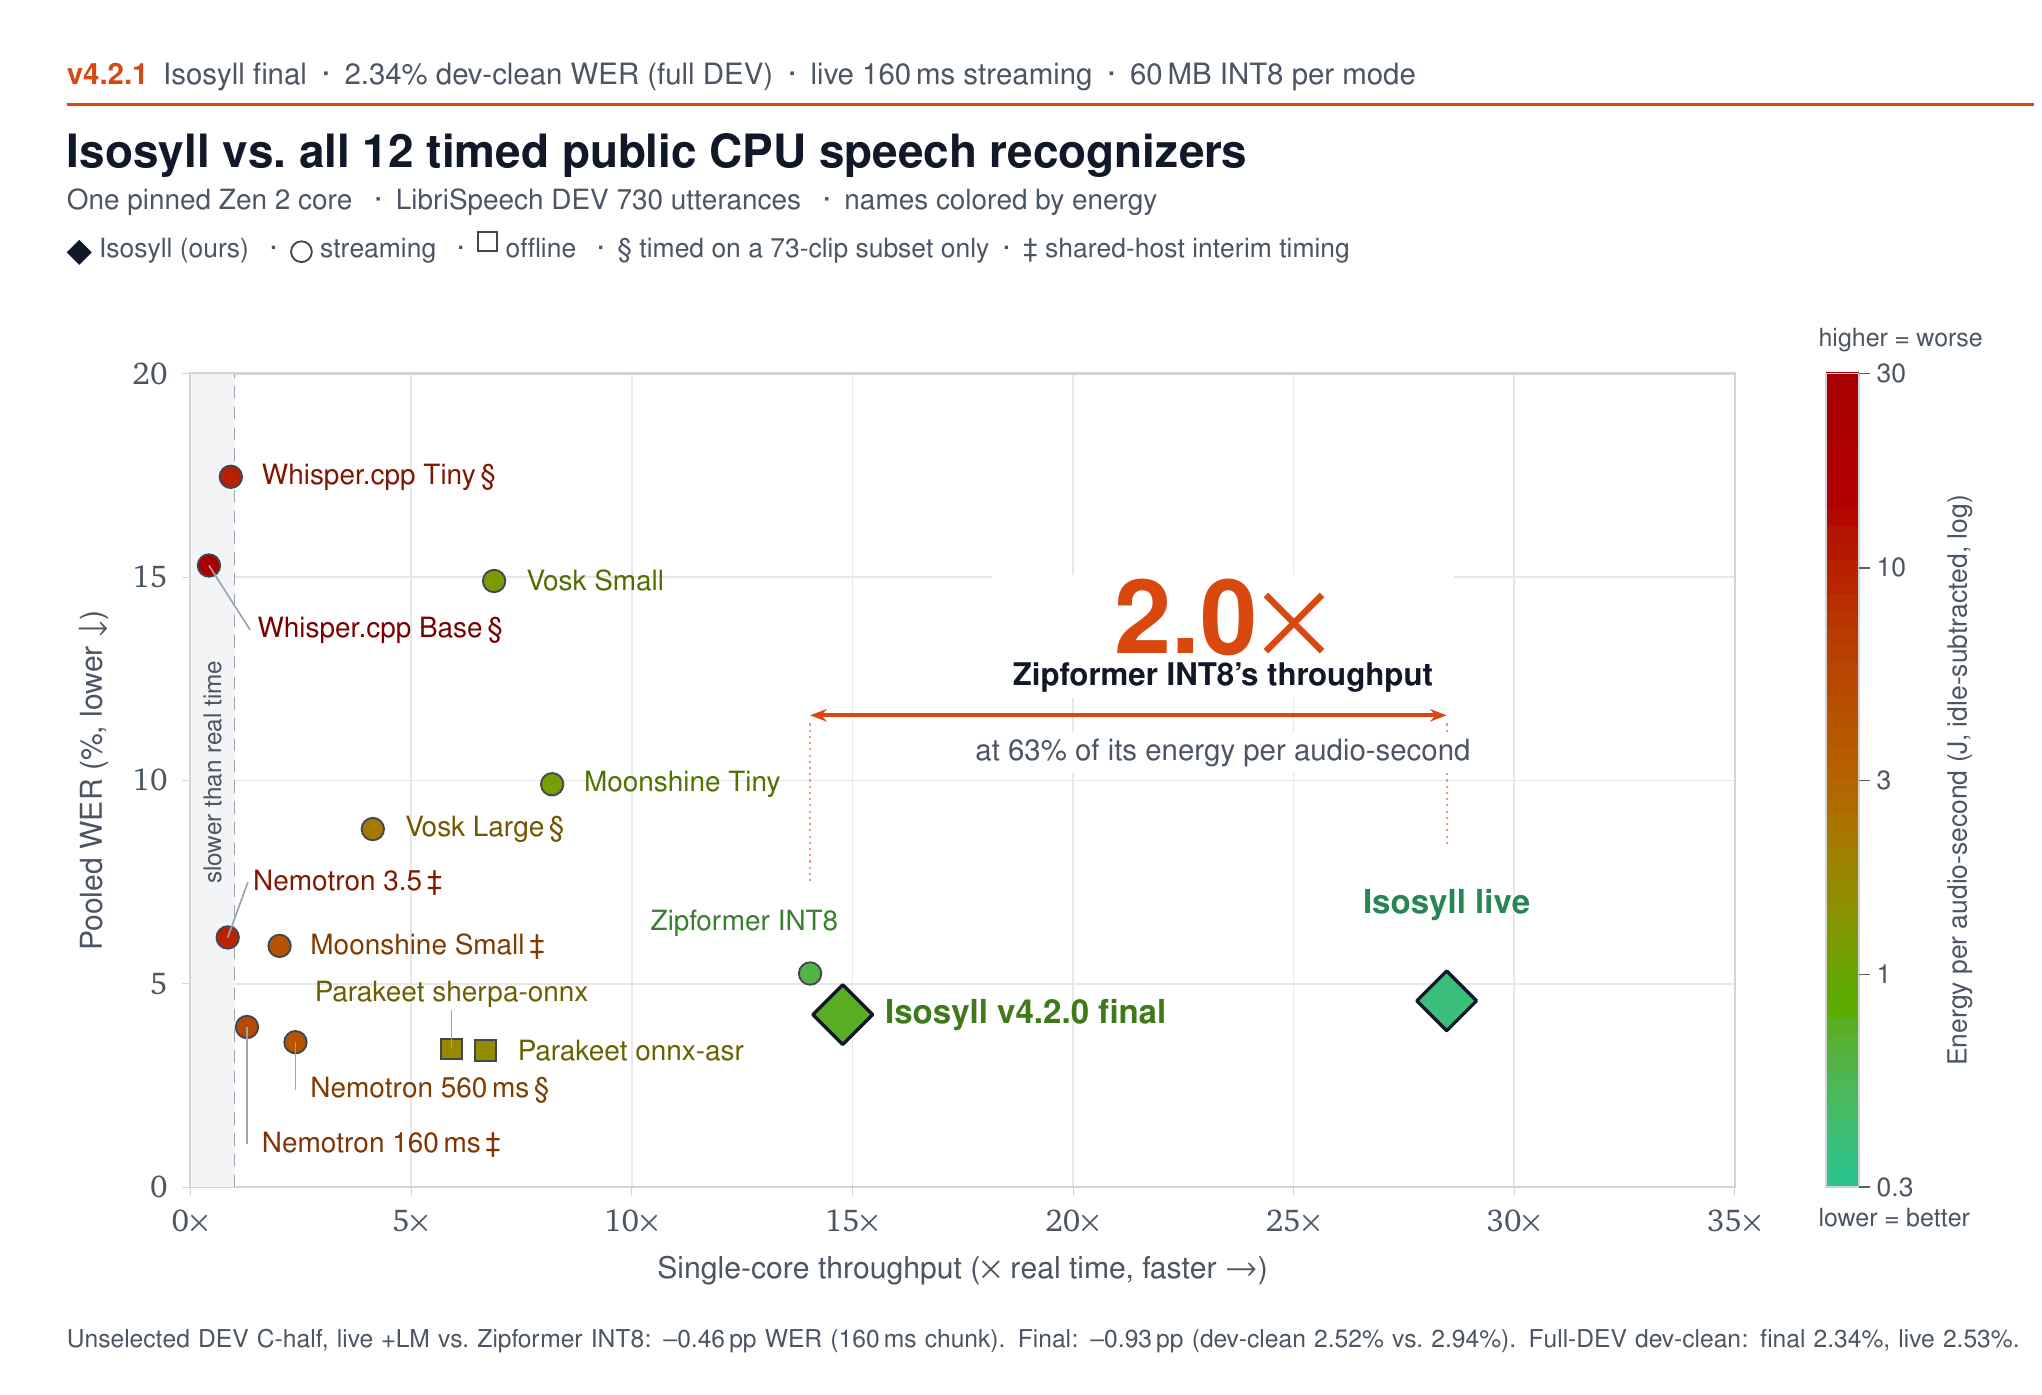 v4.2.1 Isosyll final · 2.34% dev-clean WER (full DEV) · live 160 ms streaming · 60 MB INT8 per mode
Isosyll vs. all 12 timed public CPU speech recognizers
One pinned Zen 2 core · LibriSpeech DEV 730 utterances · names colored by energy
◆ Isosyll (ours) · ○ streaming · □ offline · § timed on a 73-clip subset only · ‡ shared-host interim timing
higher = worse
30
10
3
1
0.3
lower = better
Energy per audio-second (J, idle-subtracted, log)
Pooled WER (%, lower ↓)
20
15
10
5
0
slower than real time
Whisper.cpp Tiny §
Vosk Small
Whisper.cpp Base §
2.0×
Zipformer INT8’s throughput
at 63% of its energy per audio-second
Moonshine Tiny
Vosk Large §
Nemotron 3.5 ‡
Isosyll live
Zipformer INT8
Moonshine Small ‡
Parakeet sherpa-onnx
Isosyll v4.2.0 final
Parakeet onnx-asr
Nemotron 560 ms §
Nemotron 160 ms ‡
0× 5× 10× 15× 20× 25× 30× 35×
Single-core throughput (× real time, faster →)
Unselected DEV C-half, live +LM vs. Zipformer INT8: –0.46 pp WER (160 ms chunk). Final: –0.93 pp (dev-clean 2.52% vs. 2.94%). Full-DEV dev-clean: final 2.34%, live 2.53%.